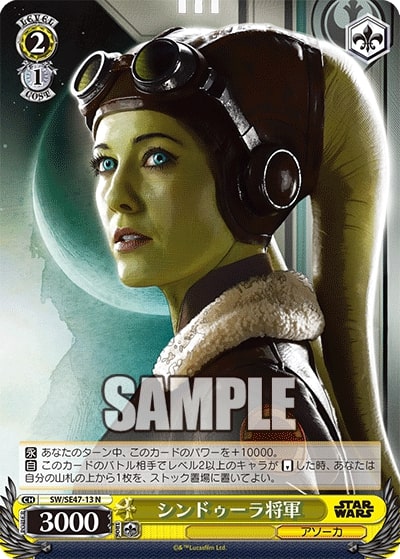 LEVEL
2
1
COST
SAMPLE
永 あなたのターン中、このカードのパワーを+10000。
自 このカードのバトル相手でレベル2以上のキャラが した時、あなたは
自分の山札の上から1枚を、ストック置場に置いてよい。
CH SW/SE47-13 N
POWER
3000
シンドゥーラ将軍
STAR
WARS
アソーカ
©&™Lucasfilm Ltd.